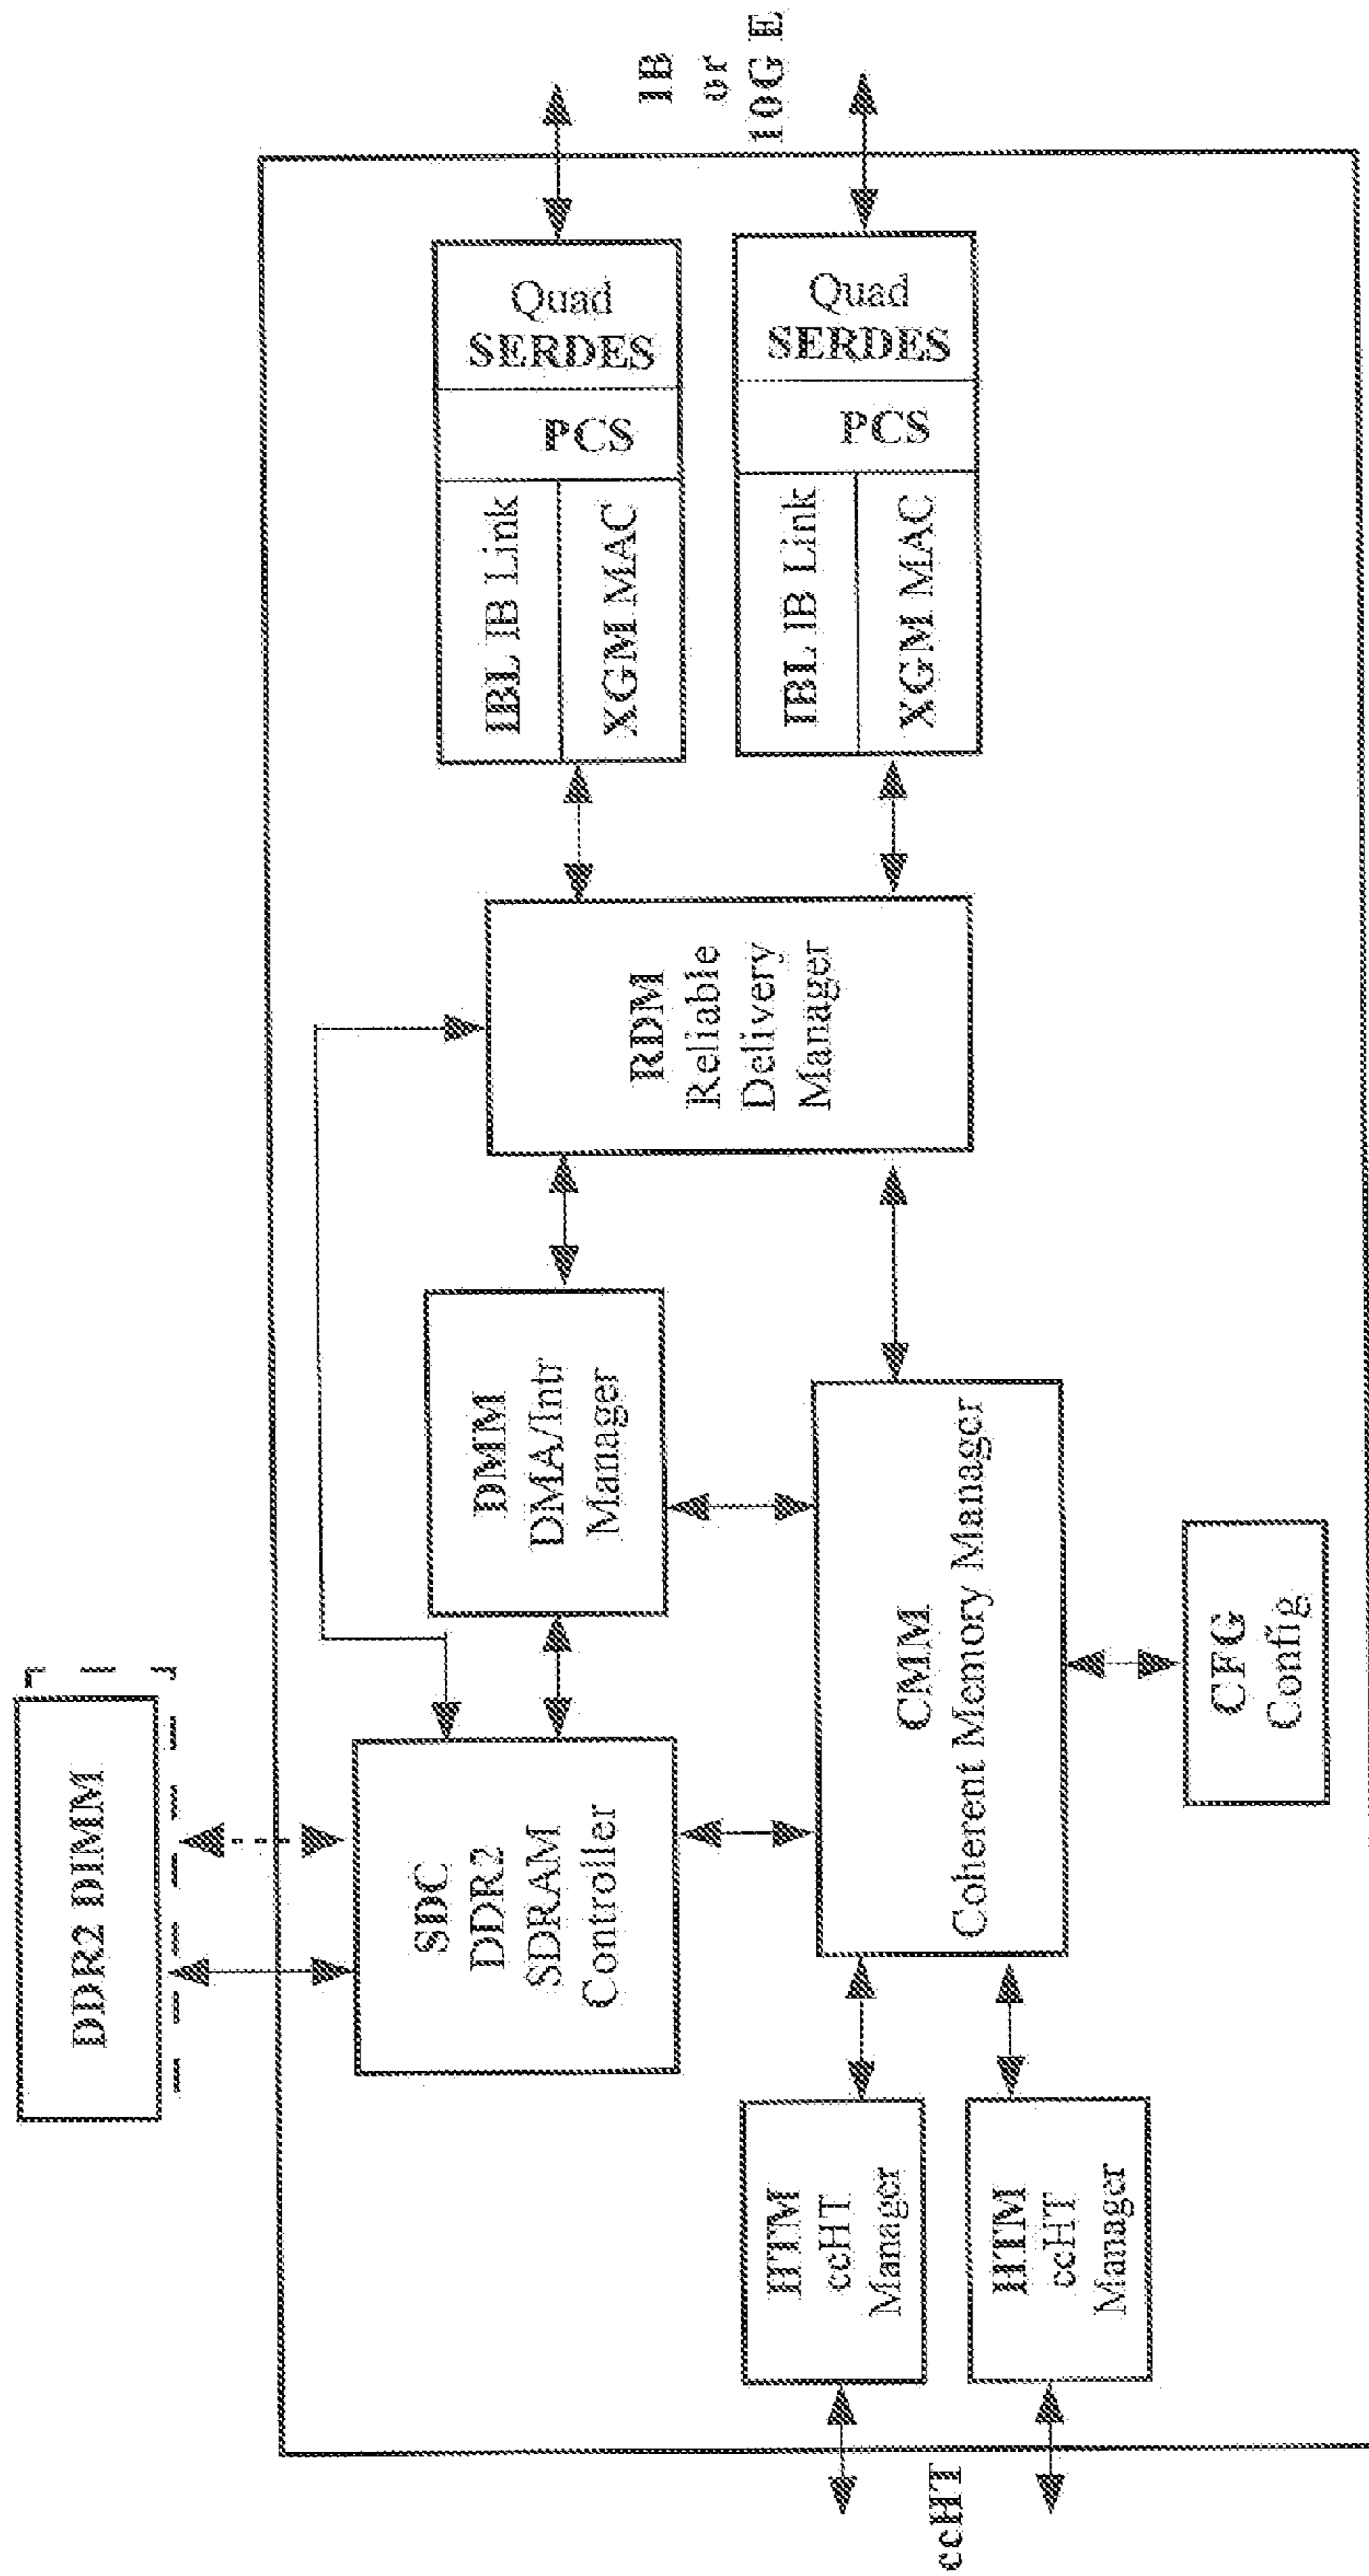 DDR2 DIMM
SDC
DDR2
SDRAM
Controller
DMM
DMA/Intr
Manager
RDM
Reliable
Delivery
Manager
IBL IB Link
XGM MAC
PCS
Quad
SERDES
IBL IB Link
XGM MAC
PCS
Quad
SERDES
IB
or
10G E
ccHT
HTM
ccHT
Manager
HTM
ccHT
Manager
CMM
Coherent Memory Manager
CFG
Config